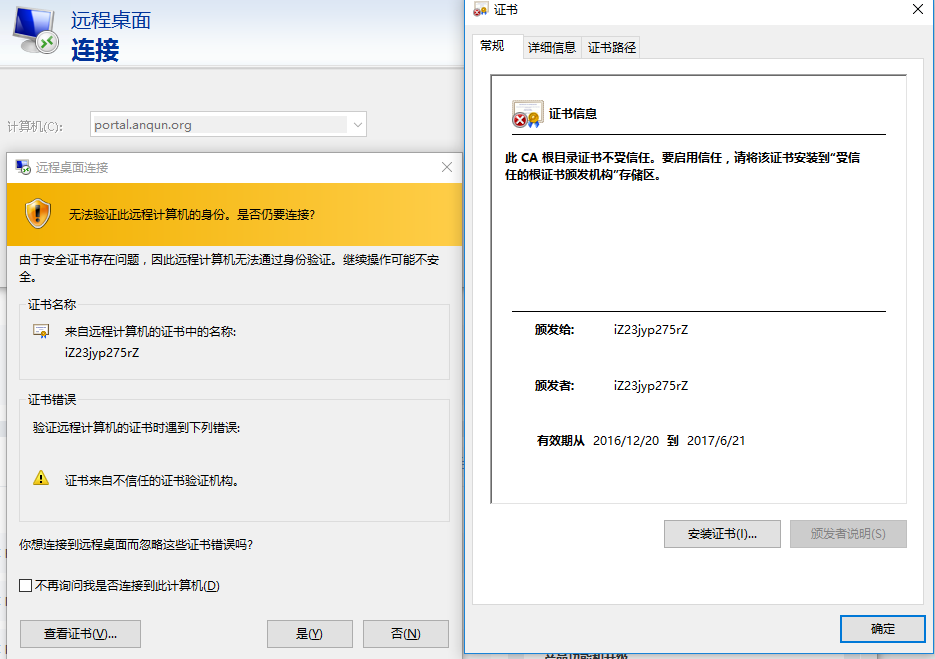 远程桌面
连接
计算机(C):
portal.anqun.org
远程桌面连接
无法验证此远程计算机的身份。是否仍要连接?
由于安全证书存在问题，因此远程计算机无法通过身份验证。继续操作可能不安
全。
证书名称
来自远程计算机的证书中的名称:
iZ23jyp275rZ
证书错误
验证远程计算机的证书时遇到下列错误:
证书来自不信任的证书验证机构。
你想连接到远程桌面而忽略这些证书错误吗?
不再询问我是否连接到此计算机(D)
查看证书(V)...
是(Y)
否(N)
证书
常规
详细信息
证书路径
证书信息
此 CA 根目录证书不受信任。要启用信任，请将该证书安装到"受信
任的根证书颁发机构"存储区。
颁发给: iZ23jyp275rZ
颁发者: iZ23jyp275rZ
有效期从 2016/12/20 到 2017/6/21
安装证书(I)...
颁发者说明(S)
确定